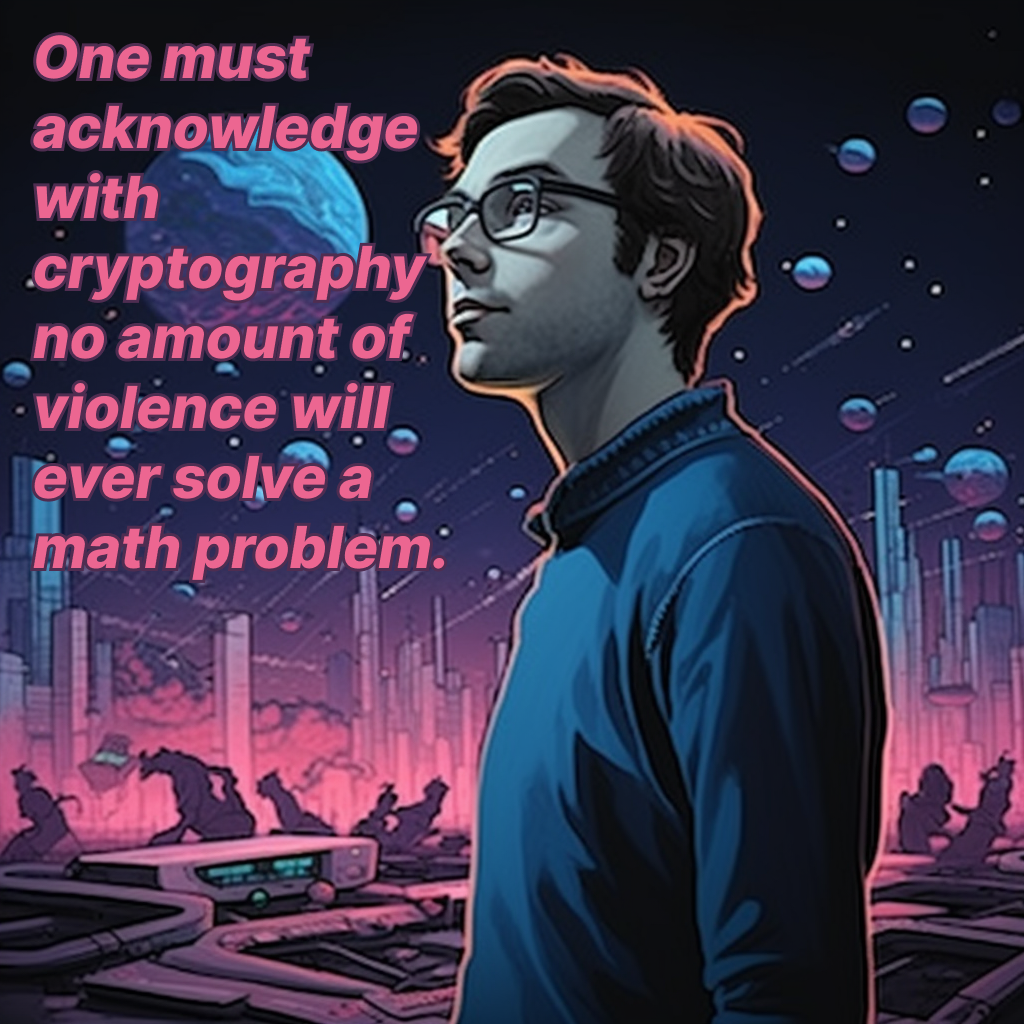 One must
acknowledge
with
cryptography
no amount of
violence will
ever solve a
math problem.